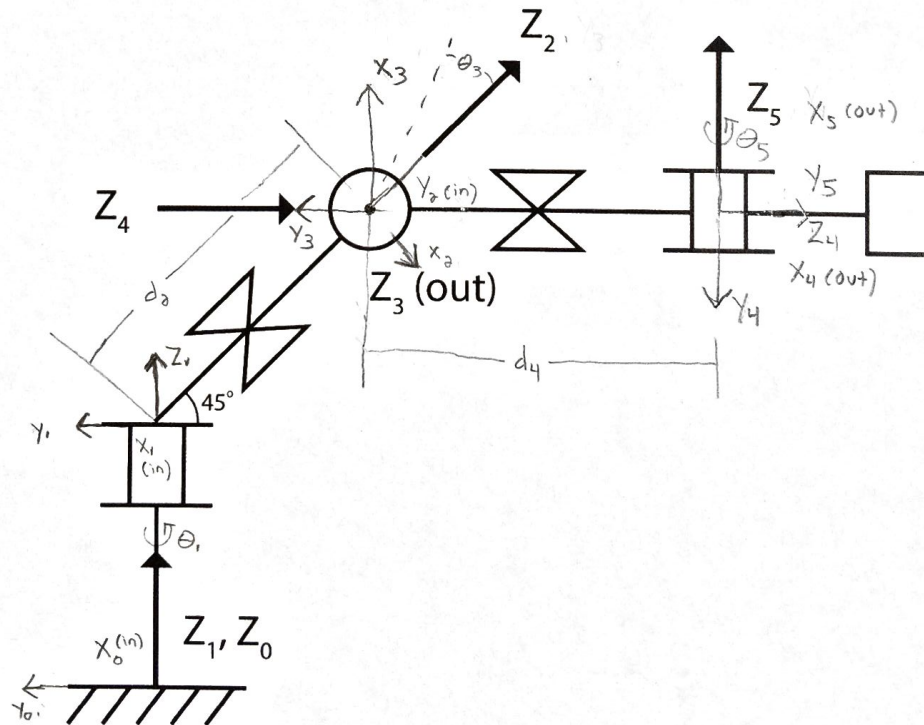 Z₂
θ₃
X₃
Z₅
X₅ (out)
θ₅
Y₂ (in)
Y₅
Z₄
Y₃
Z₄
X₂
X₄ (out)
Z₃ (out)
d₂
Y₄
d₄
Z₁
45°
Y₁
X₁
(in)
θ₁
X₀ (in)
Z₁, Z₀
Y₀